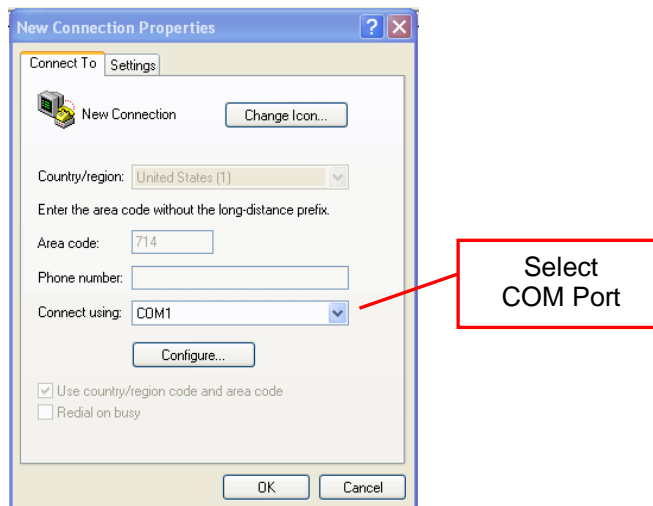 New Connection Properties
Connect To Settings
New Connection Change Icon...
Country/region: United States (1)
Enter the area code without the long-distance prefix.
Area code: 714
Phone number:
Connect using: COM1
Configure...
Use country/region code and area code
Redial on busy
OK Cancel
Select
COM Port